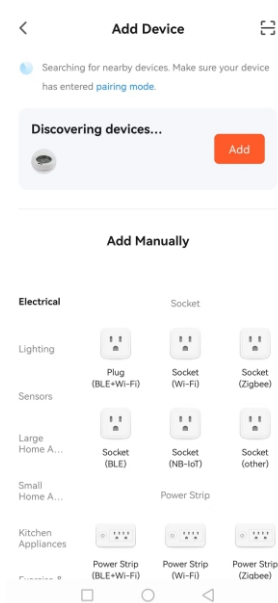 Add Device
Searching for nearby devices. Make sure your device
has entered pairing mode.
Discovering devices...
Add
Add Manually
Electrical
Socket
Lighting
Plug
(BLE+Wi-Fi)
Socket
(Wi-Fi)
Socket
(Zigbee)
Sensors
Large
Home A...
Socket
(BLE)
Socket
(NB-IoT)
Socket
(other)
Small
Home A...
Power Strip
Kitchen
Appliances
Power Strip
(BLE+Wi-Fi)
Power Strip
(Wi-Fi)
Power Strip
(Zigbee)
Exercise &